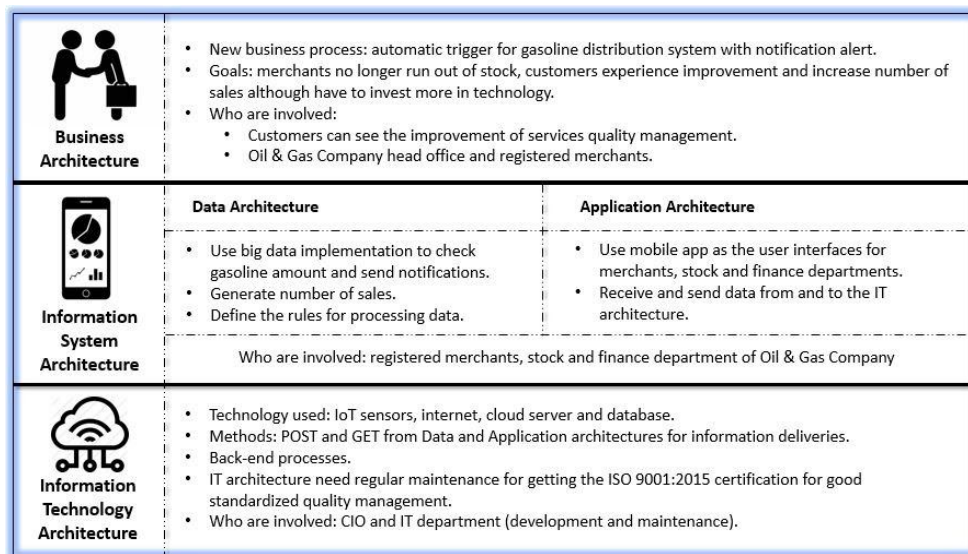 Business
Architecture
• New business process: automatic trigger for gasoline distribution system with notification alert.
• Goals: merchants no longer run out of stock, customers experience improvement and increase number of
sales although have to invest more in technology.
• Who are involved:
• Customers can see the improvement of services quality management.
• Oil & Gas Company head office and registered merchants.
Information
System
Architecture
Data Architecture
• Use big data implementation to check
gasoline amount and send notifications.
• Generate number of sales.
• Define the rules for processing data.
Application Architecture
• Use mobile app as the user interfaces for
merchants, stock and finance departments.
• Receive and send data from and to the IT
architecture.
Who are involved: registered merchants, stock and finance department of Oil & Gas Company
Information
Technology
Architecture
• Technology used: IoT sensors, internet, cloud server and database.
• Methods: POST and GET from Data and Application architectures for information deliveries.
• Back-end processes.
• IT architecture need regular maintenance for getting the ISO 9001:2015 certification for good
standardized quality management.
• Who are involved: CIO and IT department (development and maintenance).